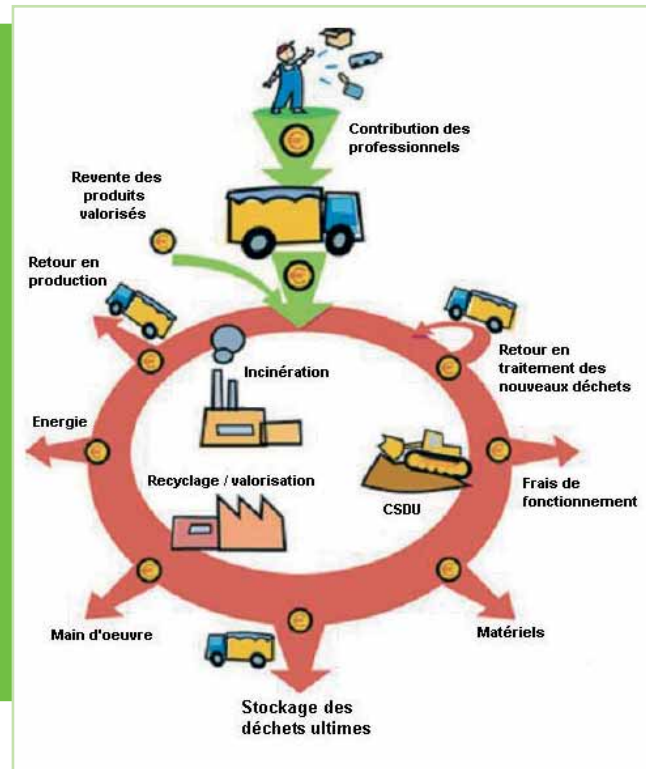 Contribution des
professionnels
Revente des
produits
valorisés
Retour en
production
Incinération
Retour en
traitement des
nouveaux déchets
Energie
Recyclage / valorisation
CSDU
Frais de
fonctionnement
Main d'oeuvre
Matériels
Stockage des
déchets ultimes